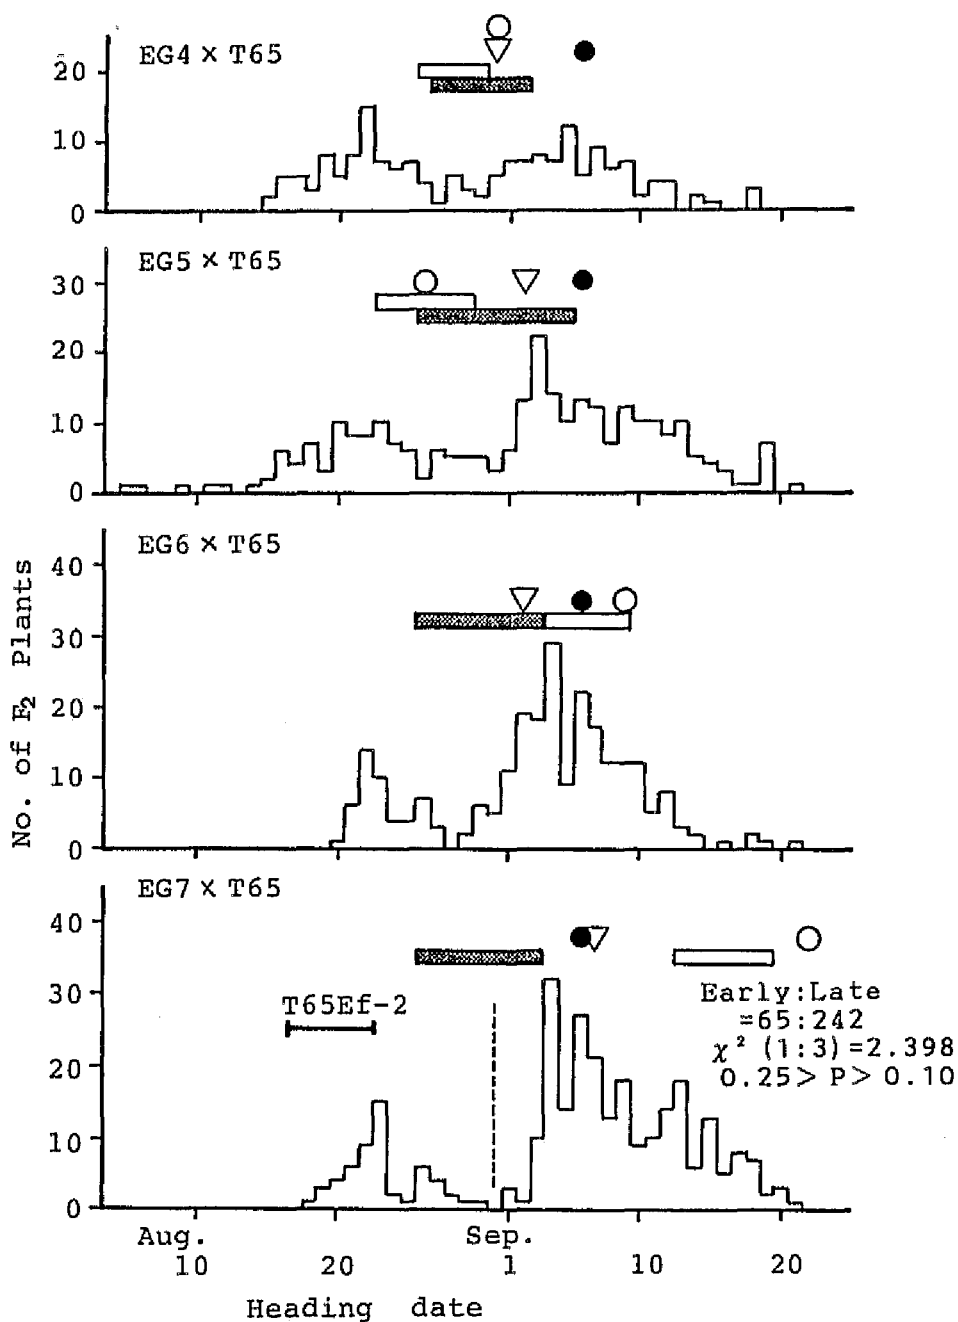 EG4 × T65
20
10
0
EG5 × T65
30
20
10
0
EG6 × T65
40
30
20
10
0
EG7 × T65
40
30
20
10
0
No. of F2 Plants
T65Ef-2
Early:Late
=65:242
χ² (1:3)=2.398
0.25> P> 0.10
Aug. Sep.
10 20 1 10 20
Heading date